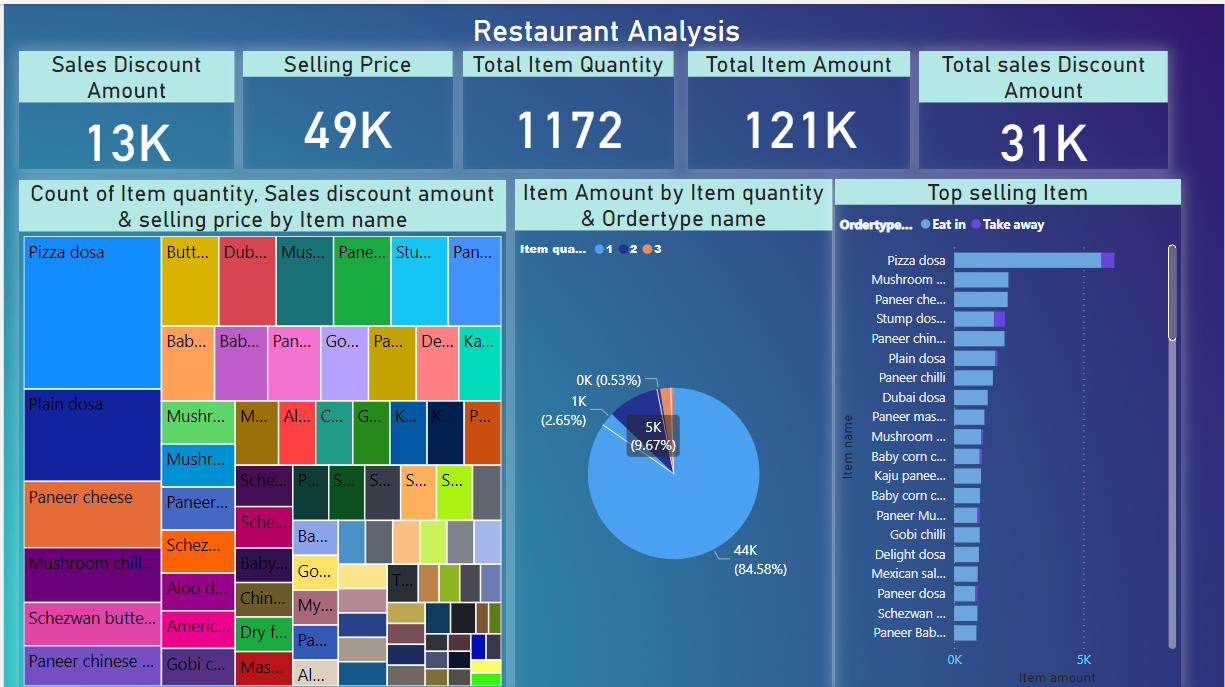 Restaurant Analysis
Sales Discount
Amount
13K
Selling Price
49K
Total Item Quantity
1172
Total Item Amount
121K
Total sales Discount
Amount
31K
Count of Item quantity, Sales discount amount
& selling price by Item name
Pizza dosa
Butt...
Dub...
Mus...
Pane...
Stu...
Pan...
Bab...
Bab...
Pan...
Go...
Pa...
De...
Ka...
Plain dosa
Mushr...
M...
Al...
C...
G...
K...
K...
P...
Mushr...
Sche...
P...
S...
S...
S...
S...
Paneer cheese
Paneer...
Sche...
Ba...
Schez...
Mushroom chill...
Baby...
Go...
T...
Aloo d...
Chin...
My...
Schezwan butte...
Americ...
Dry f...
Pa...
Paneer chinese ...
Gobi c...
Mas...
Al...
Item Amount by Item quantity
& Ordertype name
Item qua...
1
2
3
0K (0.53%)
1K
(2.65%)
5K
(9.67%)
44K
(84.58%)
Top selling Item
Ordertype...
Eat in
Take away
Item name
Pizza dosa
Mushroom ...
Paneer che...
Stump dos...
Paneer chin...
Plain dosa
Paneer chilli
Dubai dosa
Paneer mas...
Mushroom ...
Baby corn c...
Kaju panee...
Baby corn c...
Paneer Mu...
Gobi chilli
Delight dosa
Mexican sal...
Paneer dosa
Schezwan ...
Paneer Bab...
0K
5K
Item amount